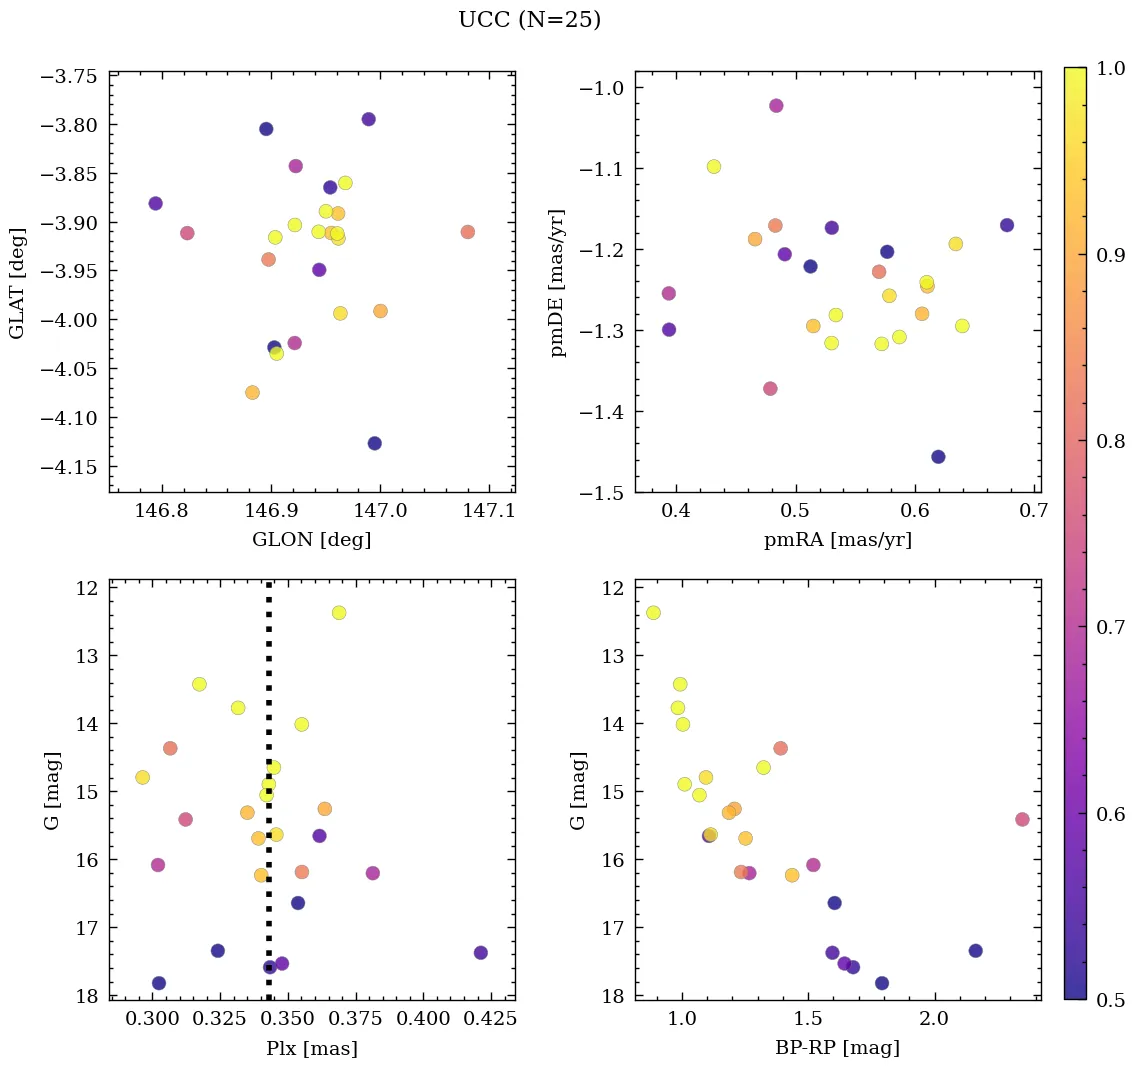 UCC (N=25)
−3.75
−3.80
−3.85
−3.90
−3.95
−4.00
−4.05
−4.10
−4.15
GLAT [deg]
146.8 146.9 147.0 147.1
GLON [deg]
−1.0
−1.1
−1.2
−1.3
−1.4
−1.5
pmDE [mas/yr]
0.4 0.5 0.6 0.7
pmRA [mas/yr]
12
13
14
15
16
17
18
G [mag]
0.300 0.325 0.350 0.375 0.400 0.425
Plx [mas]
12
13
14
15
16
17
18
G [mag]
1.0 1.5 2.0
BP-RP [mag]
1.0
0.9
0.8
0.7
0.6
0.5